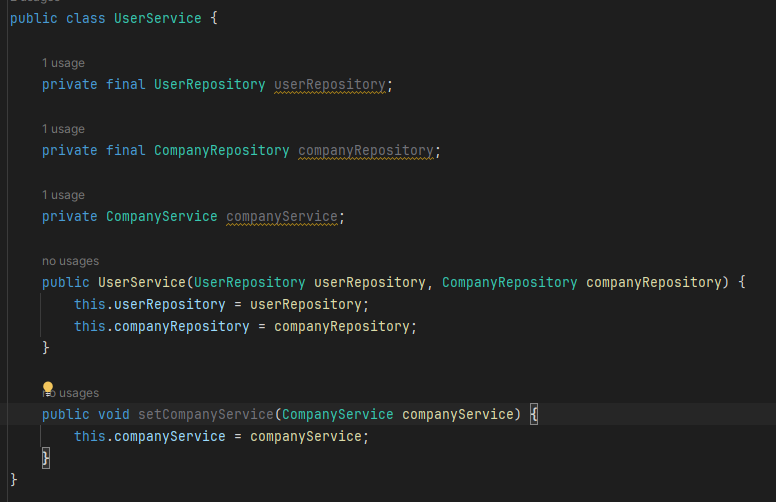 public class UserService {
1 usage
private final UserRepository userRepository;
1 usage
private final CompanyRepository companyRepository;
1 usage
private CompanyService companyService;
no usages
public UserService(UserRepository userRepository, CompanyRepository companyRepository) {
this.userRepository = userRepository;
this.companyRepository = companyRepository;
}
no usages
public void setCompanyService(CompanyService companyService) {
this.companyService = companyService;
}
}